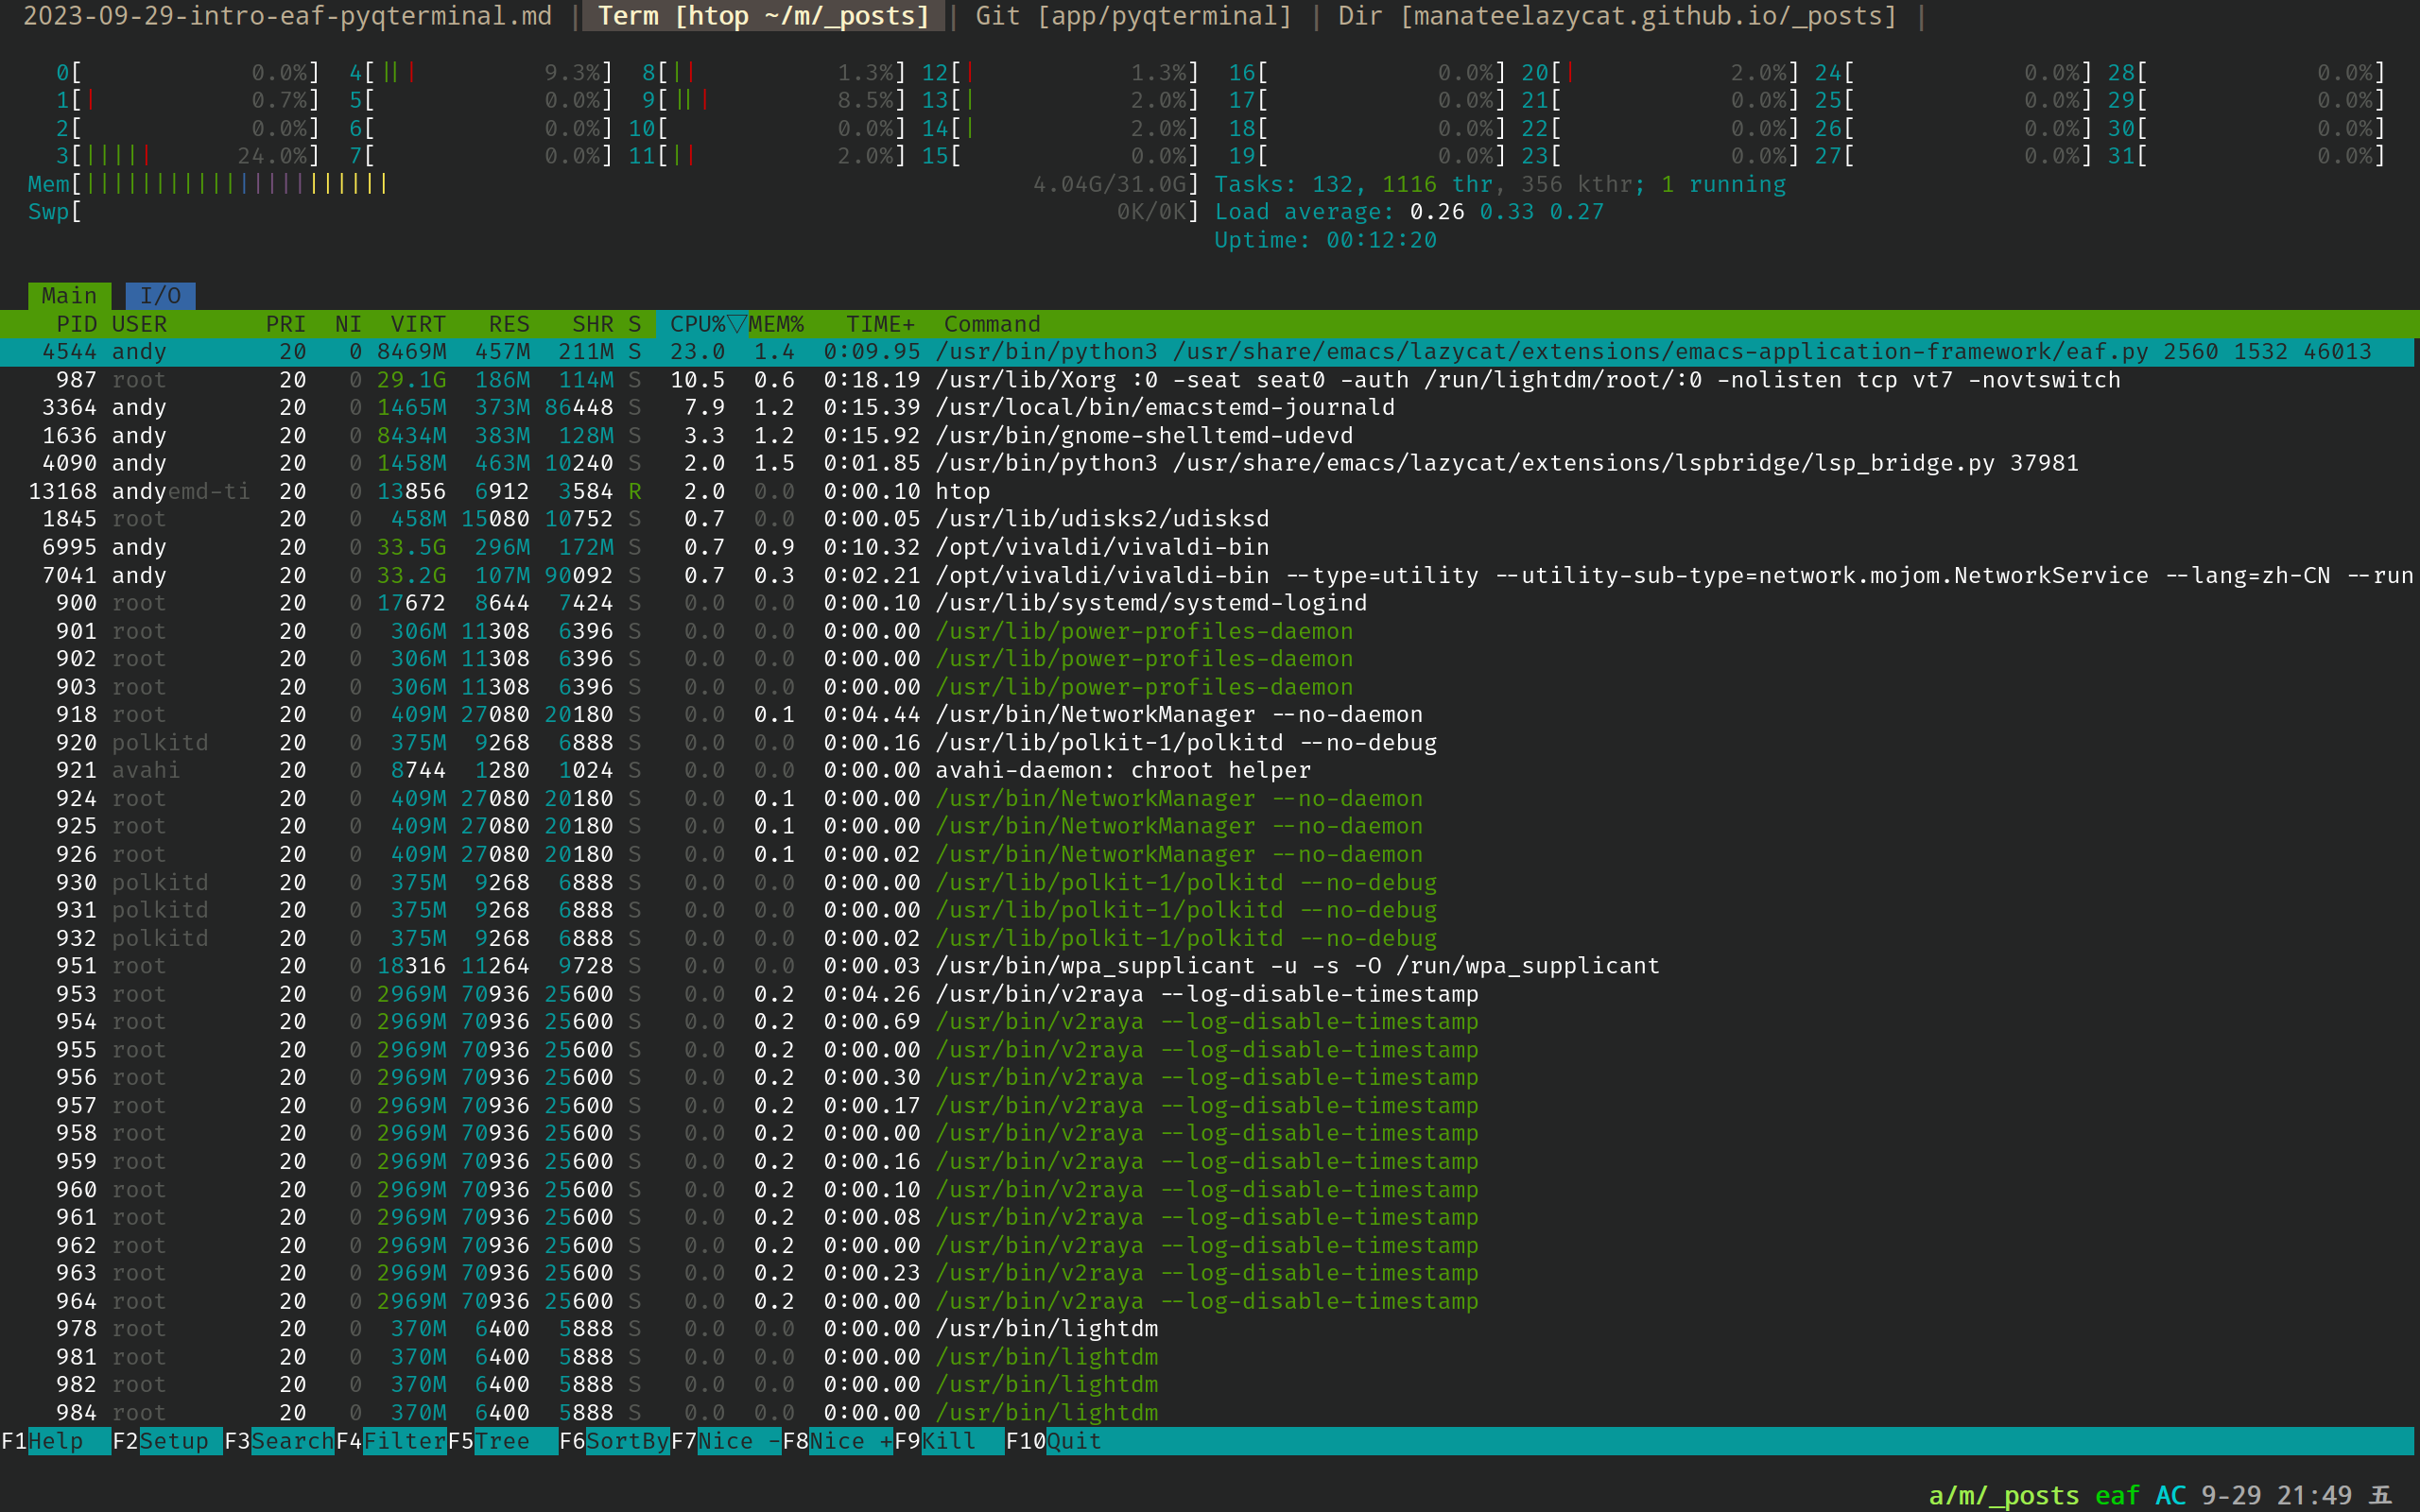 2023-09-29-intro-eaf-pyqterminal.md | Term [htop ~/m/_posts] | Git [app/pyqterminal] | Dir [manateelazycat.github.io/_posts] |
0[ 0.0%] 4[||| 9.3%] 8[|| 1.3%] 12[| 1.3%] 16[ 0.0%] 20[| 2.0%] 24[ 0.0%] 28[ 0.0%]
1[| 0.7%] 5[ 0.0%] 9[||| 8.5%] 13[| 2.0%] 17[ 0.0%] 21[ 0.0%] 25[ 0.0%] 29[ 0.0%]
2[ 0.0%] 6[ 0.0%] 10[ 0.0%] 14[| 2.0%] 18[ 0.0%] 22[ 0.0%] 26[ 0.0%] 30[ 0.0%]
3[||||| 24.0%] 7[ 0.0%] 11[|| 2.0%] 15[ 0.0%] 19[ 0.0%] 23[ 0.0%] 27[ 0.0%] 31[ 0.0%]
Mem[|||||||||||||||||||||| 4.04G/31.0G] Tasks: 132, 1116 thr, 356 kthr; 1 running
Swp[ 0K/0K] Load average: 0.26 0.33 0.27
Uptime: 00:12:20
Main I/O
PID USER PRI NI VIRT RES SHR S CPU%▽MEM% TIME+ Command
4544 andy 20 0 8469M 457M 211M S 23.0 1.4 0:09.95 /usr/bin/python3 /usr/share/emacs/lazycat/extensions/emacs-application-framework/eaf.py 2560 1532 46013
987 root 20 0 29.1G 186M 114M S 10.5 0.6 0:18.19 /usr/lib/Xorg :0 -seat seat0 -auth /run/lightdm/root/:0 -nolisten tcp vt7 -novtswitch
3364 andy 20 0 1465M 373M 86448 S 7.9 1.2 0:15.39 /usr/local/bin/emacstemd-journald
1636 andy 20 0 8434M 383M 128M S 3.3 1.2 0:15.92 /usr/bin/gnome-shelltemd-udevd
4090 andy 20 0 1458M 463M 10240 S 2.0 1.5 0:01.85 /usr/bin/python3 /usr/share/emacs/lazycat/extensions/lspbridge/lsp_bridge.py 37981
13168 andyemd-ti 20 0 13856 6912 3584 R 2.0 0.0 0:00.10 htop
1845 root 20 0 458M 15080 10752 S 0.7 0.0 0:00.05 /usr/lib/udisks2/udisksd
6995 andy 20 0 33.5G 296M 172M S 0.7 0.9 0:10.32 /opt/vivaldi/vivaldi-bin
7041 andy 20 0 33.2G 107M 90092 S 0.7 0.3 0:02.21 /opt/vivaldi/vivaldi-bin --type=utility --utility-sub-type=network.mojom.NetworkService --lang=zh-CN --run
900 root 20 0 17672 8644 7424 S 0.0 0.0 0:00.10 /usr/lib/systemd/systemd-logind
901 root 20 0 306M 11308 6396 S 0.0 0.0 0:00.00 /usr/lib/power-profiles-daemon
902 root 20 0 306M 11308 6396 S 0.0 0.0 0:00.00 /usr/lib/power-profiles-daemon
903 root 20 0 306M 11308 6396 S 0.0 0.0 0:00.00 /usr/lib/power-profiles-daemon
918 root 20 0 409M 27080 20180 S 0.0 0.1 0:04.44 /usr/bin/NetworkManager --no-daemon
920 polkitd 20 0 375M 9268 6888 S 0.0 0.0 0:00.16 /usr/lib/polkit-1/polkitd --no-debug
921 avahi 20 0 8744 1280 1024 S 0.0 0.0 0:00.00 avahi-daemon: chroot helper
924 root 20 0 409M 27080 20180 S 0.0 0.1 0:00.00 /usr/bin/NetworkManager --no-daemon
925 root 20 0 409M 27080 20180 S 0.0 0.1 0:00.00 /usr/bin/NetworkManager --no-daemon
926 root 20 0 409M 27080 20180 S 0.0 0.1 0:00.02 /usr/bin/NetworkManager --no-daemon
930 polkitd 20 0 375M 9268 6888 S 0.0 0.0 0:00.00 /usr/lib/polkit-1/polkitd --no-debug
931 polkitd 20 0 375M 9268 6888 S 0.0 0.0 0:00.00 /usr/lib/polkit-1/polkitd --no-debug
932 polkitd 20 0 375M 9268 6888 S 0.0 0.0 0:00.02 /usr/lib/polkit-1/polkitd --no-debug
951 root 20 0 18316 11264 9728 S 0.0 0.0 0:00.03 /usr/bin/wpa_supplicant -u -s -O /run/wpa_supplicant
953 root 20 0 2969M 70936 25600 S 0.0 0.2 0:04.26 /usr/bin/v2raya --log-disable-timestamp
954 root 20 0 2969M 70936 25600 S 0.0 0.2 0:00.69 /usr/bin/v2raya --log-disable-timestamp
955 root 20 0 2969M 70936 25600 S 0.0 0.2 0:00.00 /usr/bin/v2raya --log-disable-timestamp
956 root 20 0 2969M 70936 25600 S 0.0 0.2 0:00.30 /usr/bin/v2raya --log-disable-timestamp
957 root 20 0 2969M 70936 25600 S 0.0 0.2 0:00.17 /usr/bin/v2raya --log-disable-timestamp
958 root 20 0 2969M 70936 25600 S 0.0 0.2 0:00.00 /usr/bin/v2raya --log-disable-timestamp
959 root 20 0 2969M 70936 25600 S 0.0 0.2 0:00.16 /usr/bin/v2raya --log-disable-timestamp
960 root 20 0 2969M 70936 25600 S 0.0 0.2 0:00.10 /usr/bin/v2raya --log-disable-timestamp
961 root 20 0 2969M 70936 25600 S 0.0 0.2 0:00.08 /usr/bin/v2raya --log-disable-timestamp
962 root 20 0 2969M 70936 25600 S 0.0 0.2 0:00.00 /usr/bin/v2raya --log-disable-timestamp
963 root 20 0 2969M 70936 25600 S 0.0 0.2 0:00.23 /usr/bin/v2raya --log-disable-timestamp
964 root 20 0 2969M 70936 25600 S 0.0 0.2 0:00.00 /usr/bin/v2raya --log-disable-timestamp
978 root 20 0 370M 6400 5888 S 0.0 0.0 0:00.00 /usr/bin/lightdm
981 root 20 0 370M 6400 5888 S 0.0 0.0 0:00.00 /usr/bin/lightdm
982 root 20 0 370M 6400 5888 S 0.0 0.0 0:00.00 /usr/bin/lightdm
984 root 20 0 370M 6400 5888 S 0.0 0.0 0:00.00 /usr/bin/lightdm
F1Help F2Setup F3SearchF4FilterF5Tree F6SortByF7Nice -F8Nice +F9Kill F10Quit
a/m/_posts eaf AC 9-29 21:49 五